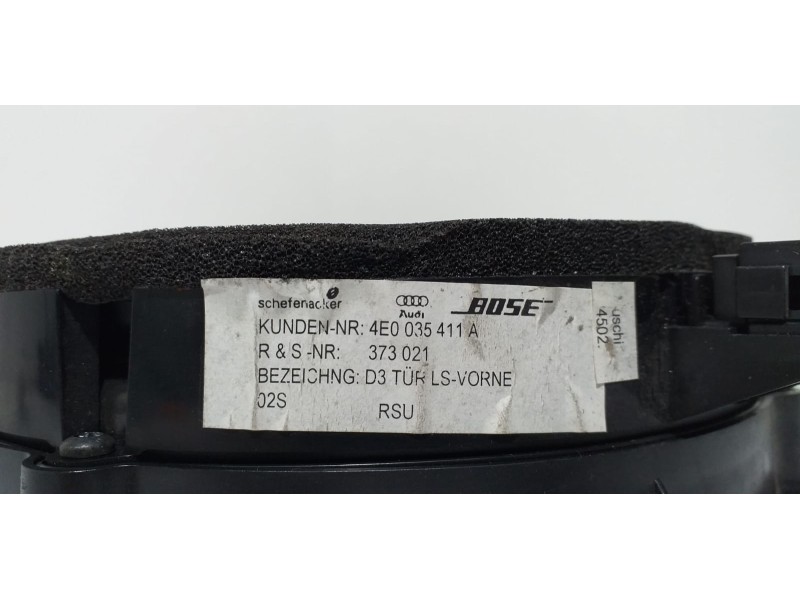 schefenacker Audi BOSE
KUNDEN-NR: 4E0 035 411 A
R & S -NR: 373 021
BEZEICHNG: D3 TÜR LS-VORNE
02S RSU
uschi
4502.